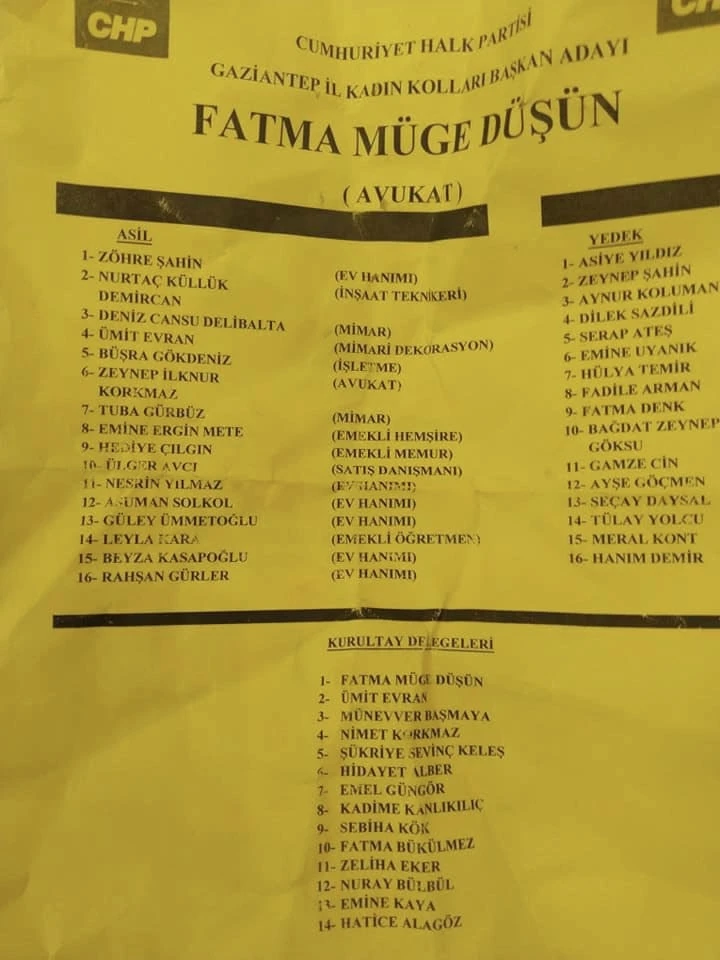 CHP
CH
CUMHURİYET HALK PARTİSİ
GAZİANTEP İL KADIN KOLLARI BAŞKAN ADAYI
FATMA MÜGE DÜŞÜN
(AVUKAT)
ASİL
1- ZÖHRE ŞAHİN (EV HANIMI)
2- NURTAÇ KÜLLÜK (İNŞAAT TEKNİKERİ)
DEMİRCAN
3- DENİZ CANSU DELİBALTA (MİMAR)
4- ÜMİT EVRAN (MİMARİ DEKORASYON)
5- BÜŞRA GÖKDENİZ (İŞLETME)
6- ZEYNEP İLKNUR (AVUKAT)
KORKMAZ
7- TUBA GÜRBÜZ (MİMAR)
8- EMİNE ERGİN METE (EMEKLİ HEMŞİRE)
9- HEDİYE ÇILGIN (EMEKLİ MEMUR)
10- ÜLGER AVCI (SATIŞ DANIŞMANI)
11- NESRİN YILMAZ (EV HANIMI)
12- ASUMAN SOLKOL (EV HANIMI)
13- GÜLEY ÜMMETOĞLU (EV HANIMI)
14- LEYLA KARA (EMEKLİ ÖĞRETMEN)
15- BEYZA KASAPOĞLU (EV HANIMI)
16- RAHŞAN GÜRLER (EV HANIMI)
YEDEK
1- ASİYE YILDIZ
2- ZEYNEP ŞAHİN
3- AYNUR KOLUMAN
4- DİLEK SAZDİLİ
5- SERAP ATEŞ
6- EMİNE UYANIK
7- HÜLYA TEMİR
8- FADİLE ARMAN
9- FATMA DENK
10- BAĞDAT ZEYNEP
GÖKSU
11- GAMZE CİN
12- AYŞE GÖÇMEN
13- SEÇAY DAYSAL
14- TÜLAY YOLCU
15- MERAL KONT
16- HANIM DEMİR
KURULTAY DELEGELERİ
1- FATMA MÜGE DÜŞÜN
2- ÜMİT EVRAN
3- MÜNEVVER BAŞMAYA
4- NİMET KORKMAZ
5- ŞÜKRİYE SEVİNÇ KELEŞ
6- HİDAYET ALBER
7- EMEL GÜNGÖR
8- KADİME KANLIKILIÇ
9- SEBİHA KÖK
10- FATMA BÜKÜLMEZ
11- ZELİHA EKER
12- NURAY BÜLBÜL
13- EMİNE KAYA
14- HATİCE ALAGÖZ